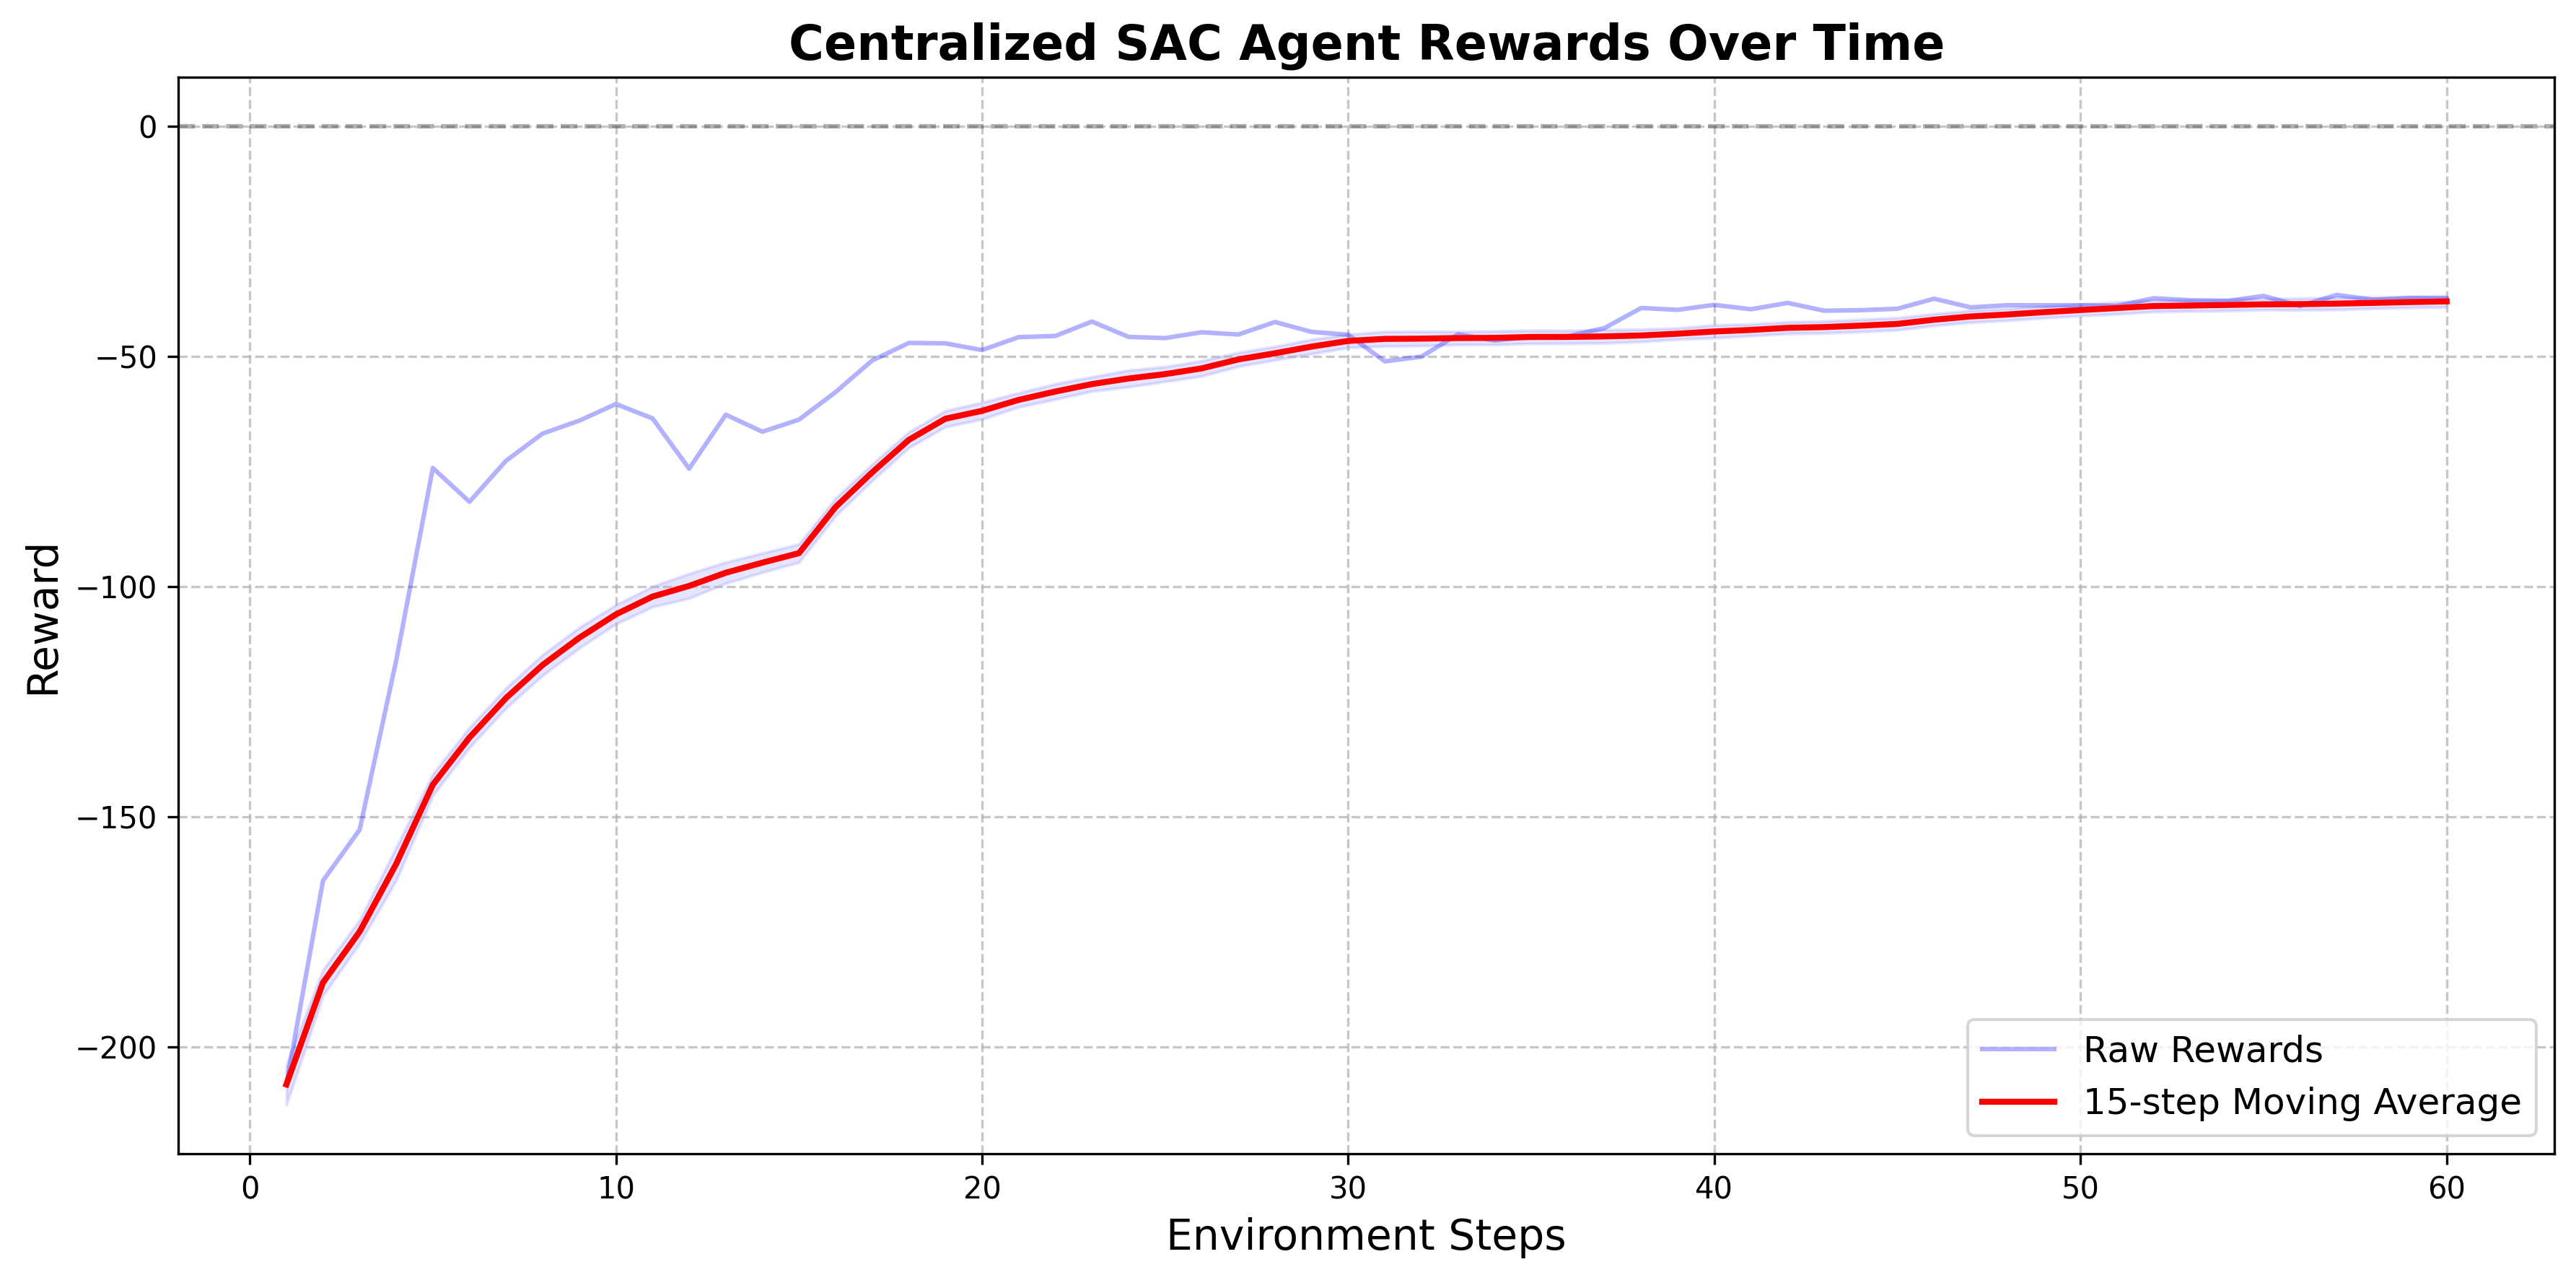 Centralized SAC Agent Rewards Over Time
0
−50
−100
−150
−200
Reward
0 10 20 30 40 50 60
Environment Steps
Raw Rewards
15-step Moving Average